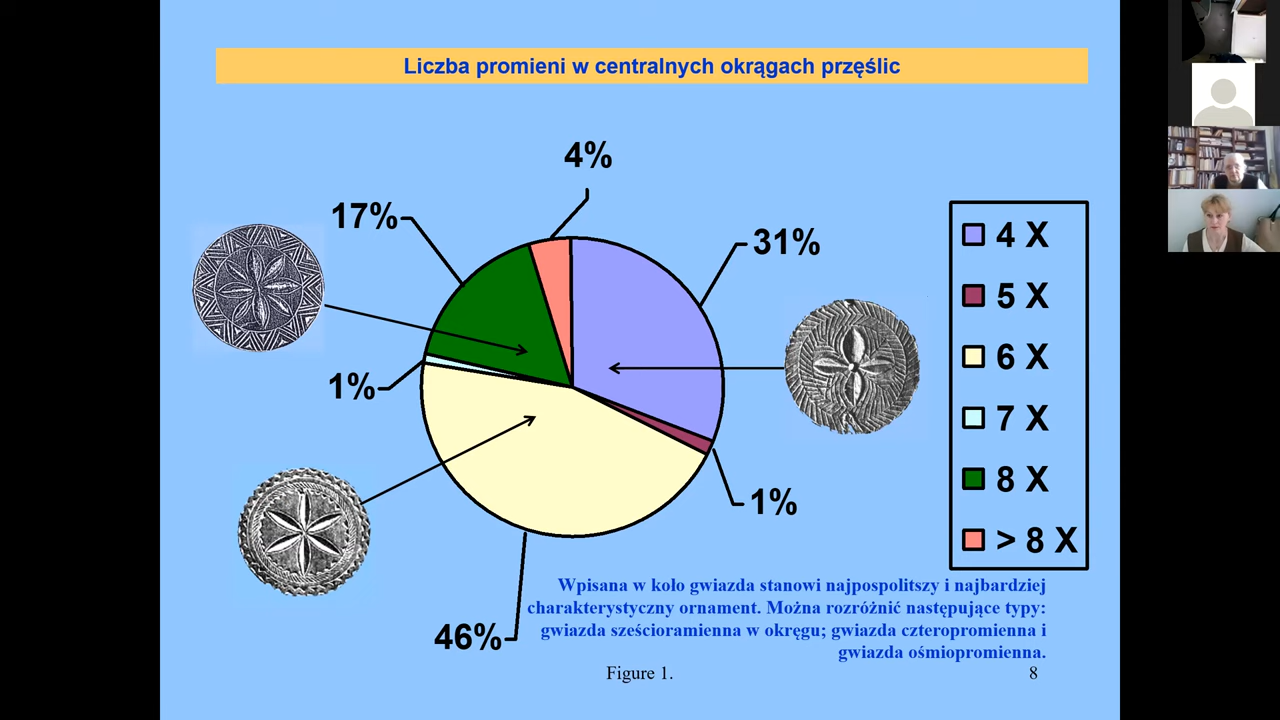 Liczba promieni w centralnych okrągach przęślic
4%
17%
31%
1%
1%
46%
4 X
5 X
6 X
7 X
8 X
> 8 X
Wpisana w koło gwiazda stanowi najpospolitszy i najbardziej
charakterystyczny ornament. Można rozróżnić następujące typy:
gwiazda sześcioramienna w okręgu; gwiazda czteropromienna i
gwiazda ośmiopromienna.
Figure 1.
8